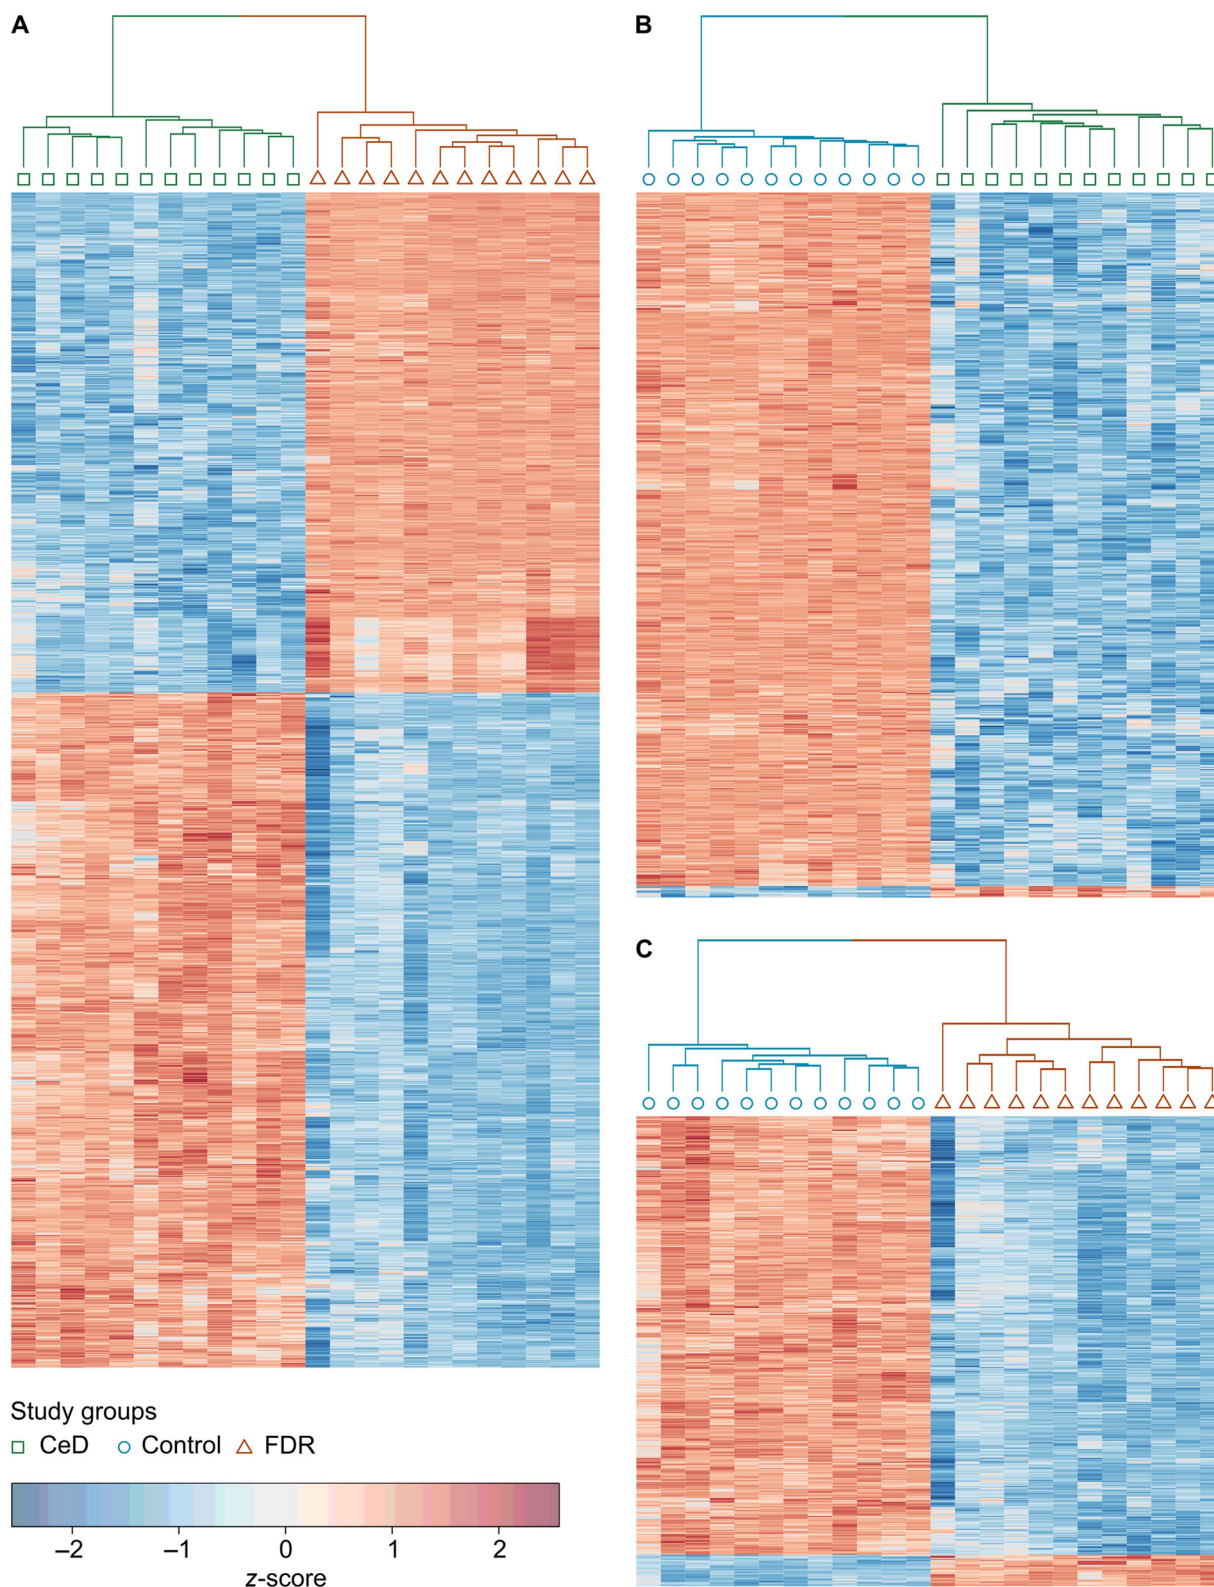 A
B
C
Study groups
CeD Control FDR
–2 –1 0 1 2
z-score